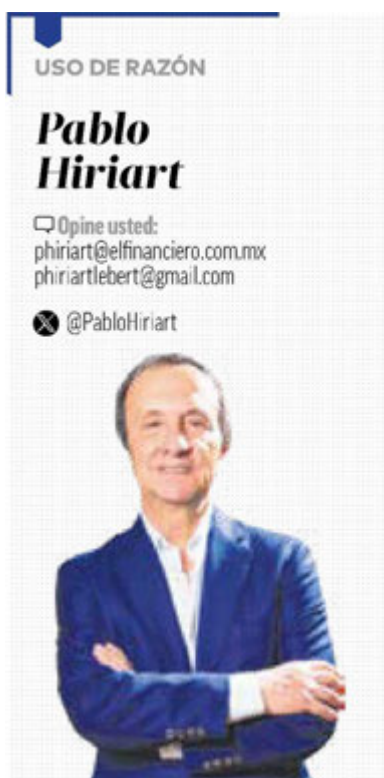 USO DE RAZÓN
Pablo
Hiriart
Opine usted:
phiriart@elfinanciero.com.mx
phiriartlebert@gmail.com
@PabloHiriart